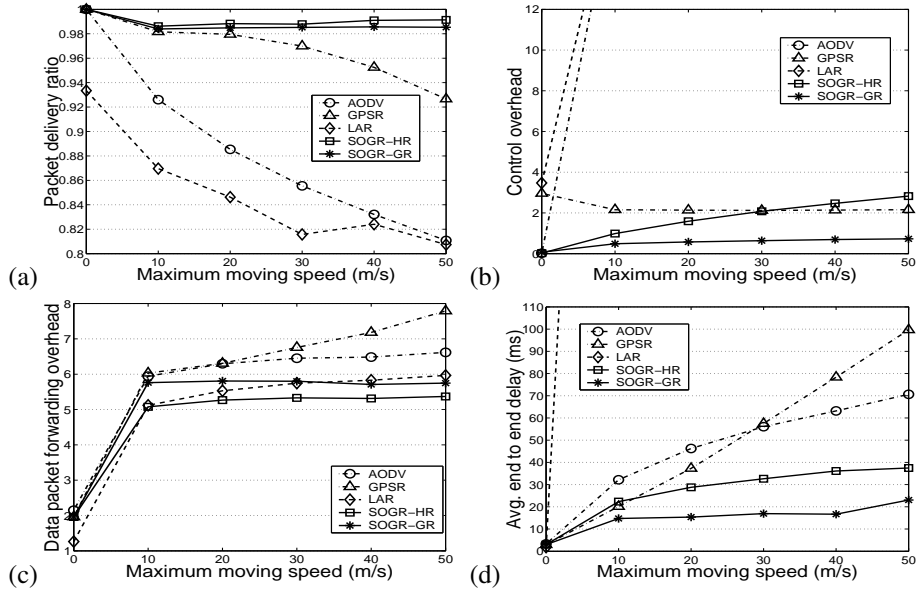 Packet delivery ratio
1
0.98
0.96
0.94
0.92
0.9
0.88
0.86
0.84
0.82
0.8
0 10 20 30 40 50
AODV
GPSR
LAR
SOGR−HR
SOGR−GR
(a) Maximum moving speed (m/s)
Control overhead
12
10
8
6
4
2
0
0 10 20 30 40 50
AODV
GPSR
LAR
SOGR−HR
SOGR−GR
(b) Maximum moving speed (m/s)
Data packet forwarding overhead
8
7
6
5
4
3
2
1
0 10 20 30 40 50
AODV
GPSR
LAR
SOGR−HR
SOGR−GR
(c) Maximum moving speed (m/s)
Avg. end to end delay (ms)
110
100
90
80
70
60
50
40
30
20
10
0
0 10 20 30 40 50
AODV
GPSR
LAR
SOGR−HR
SOGR−GR
(d) Maximum moving speed (m/s)